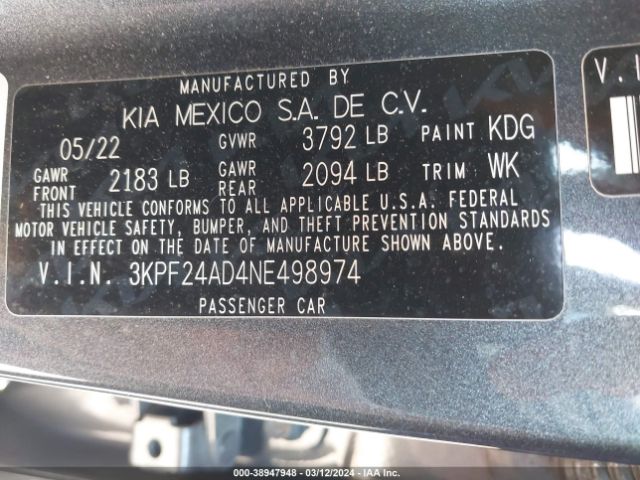 MANUFACTURED BY
KIA MEXICO S.A. DE C.V.
05/22 GVWR 3792 LB PAINT KDG
GAWR FRONT 2183 LB GAWR REAR 2094 LB TRIM WK
THIS VEHICLE CONFORMS TO ALL APPLICABLE U.S.A. FEDERAL
MOTOR VEHICLE SAFETY, BUMPER, AND THEFT PREVENTION STANDARDS
IN EFFECT ON THE DATE OF MANUFACTURE SHOWN ABOVE.
V.I.N. 3KPF24AD4NE498974
PASSENGER CAR
V.I
000-38947948 - 03/12/2024 - IAA Inc.